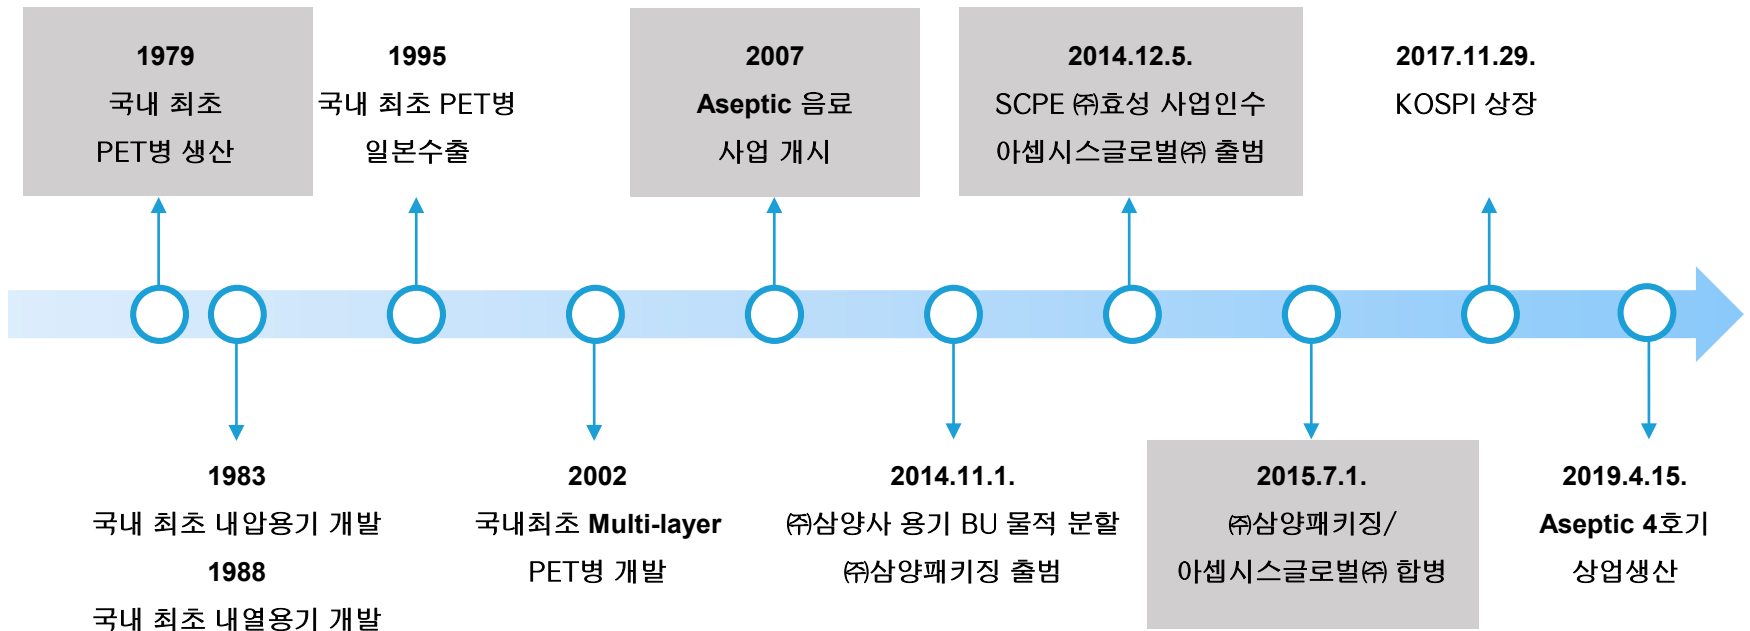 1979
국내 최초
PET병 생산
1995
국내 최초 PET병
일본수출
2007
Aseptic 음료
사업 개시
2014.12.5.
SCPE ㈜효성 사업인수
아셉시스글로벌㈜ 출범
2017.11.29.
KOSPI 상장
1983
국내 최초 내압용기 개발
1988
국내 최초 내열용기 개발
2002
국내최초 Multi-layer
PET병 개발
2014.11.1.
㈜삼양사 용기 BU 물적 분할
㈜삼양패키징 출범
2015.7.1.
㈜삼양패키징/
아셉시스글로벌㈜ 합병
2019.4.15.
Aseptic 4호기
상업생산